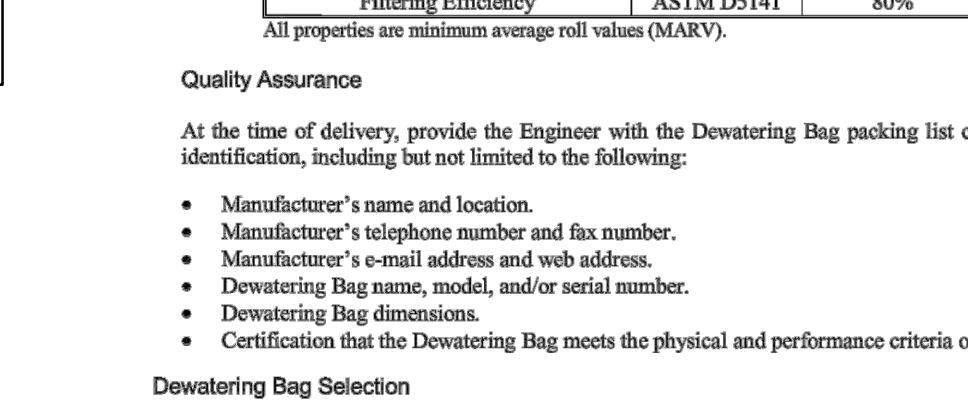 Filtering Efficiency ASTM D5141 80%
All properties are minimum average roll values (MARV).
Quality Assurance
At the time of delivery, provide the Engineer with the Dewatering Bag packing list
identification, including but not limited to the following:
• Manufacturer's name and location.
• Manufacturer's telephone number and fax number.
• Manufacturer's e-mail address and web address.
• Dewatering Bag name, model, and/or serial number.
• Dewatering Bag dimensions.
• Certification that the Dewatering Bag meets the physical and performance criteria
Dewatering Bag Selection